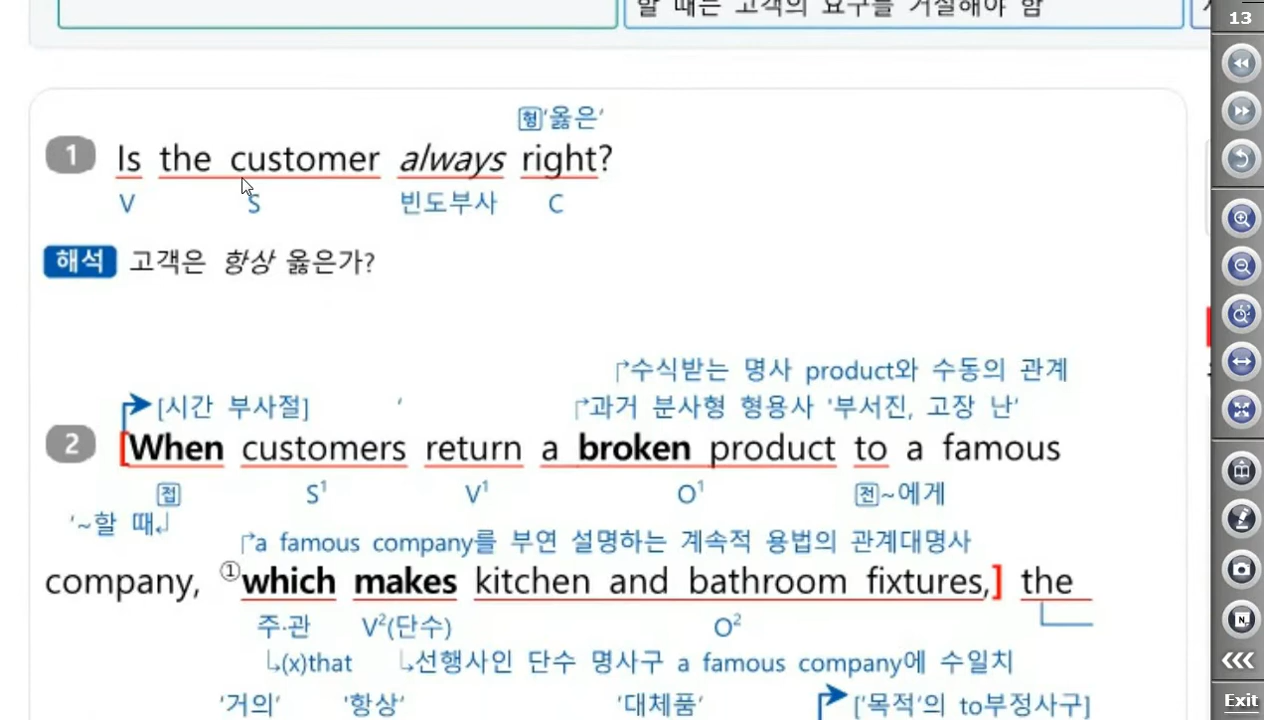 할 때는 고객의 요구를 거절해야 함
13
형 '옳은'
1 Is the customer always right?
V S 빈도부사 C
해석 고객은 항상 옳은가?
↱수식받는 명사 product와 수동의 관계
[시간 부사절] ' ↱과거 분사형 형용사 '부서진, 고장 난'
2 [When customers return a broken product to a famous
접 S¹ V¹ O¹ 전~에게
'~할 때↲
↱a famous company를 부연 설명하는 계속적 용법의 관계대명사
company, ①which makes kitchen and bathroom fixtures,] the
주·관 V²(단수) O²
↳(x)that ↳선행사인 단수 명사구 a famous company에 수일치
'거의' '항상' '대체품' ['목적'의 to부정사구]
N
Exit